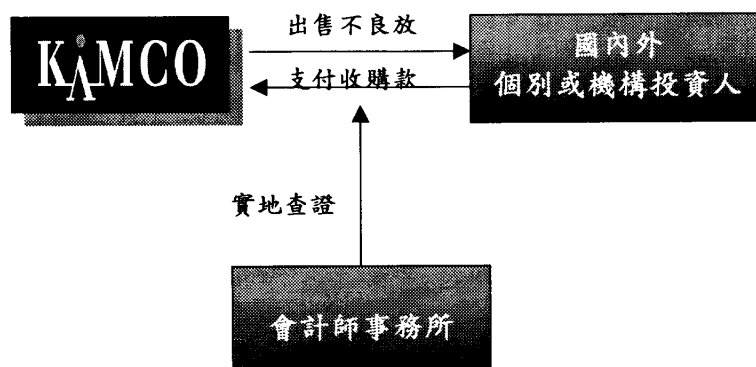 KAMCO
出售不良放
支付收購款
國內外
個別或機構投資人
實地查證
會計師事務所